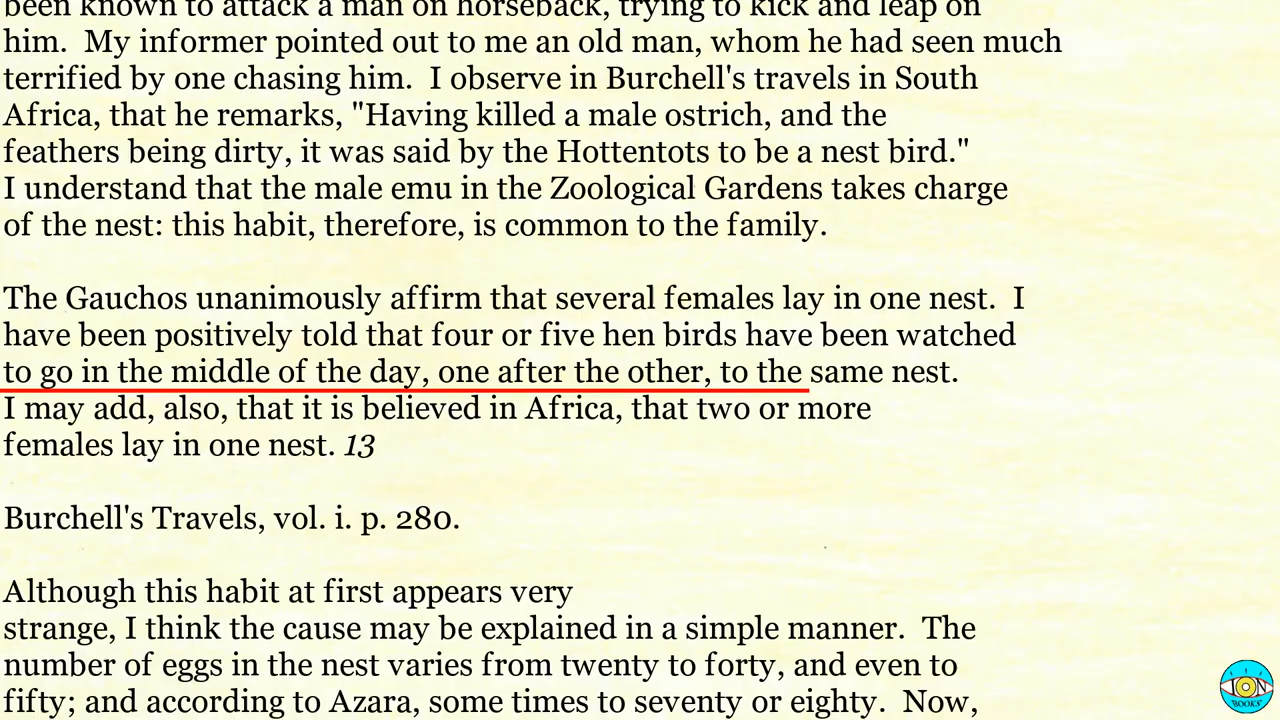 been known to attack a man on horseback, trying to kick and leap on
him.  My informer pointed out to me an old man, whom he had seen much
terrified by one chasing him.  I observe in Burchell's travels in South
Africa, that he remarks, "Having killed a male ostrich, and the
feathers being dirty, it was said by the Hottentots to be a nest bird."
I understand that the male emu in the Zoological Gardens takes charge
of the nest: this habit, therefore, is common to the family.
The Gauchos unanimously affirm that several females lay in one nest.  I
have been positively told that four or five hen birds have been watched
to go in the middle of the day, one after the other, to the same nest.
I may add, also, that it is believed in Africa, that two or more
females lay in one nest. 13
Burchell's Travels, vol. i. p. 280.
Although this habit at first appears very
strange, I think the cause may be explained in a simple manner.  The
number of eggs in the nest varies from twenty to forty, and even to
fifty; and according to Azara, some times to seventy or eighty.  Now,
BOOKS